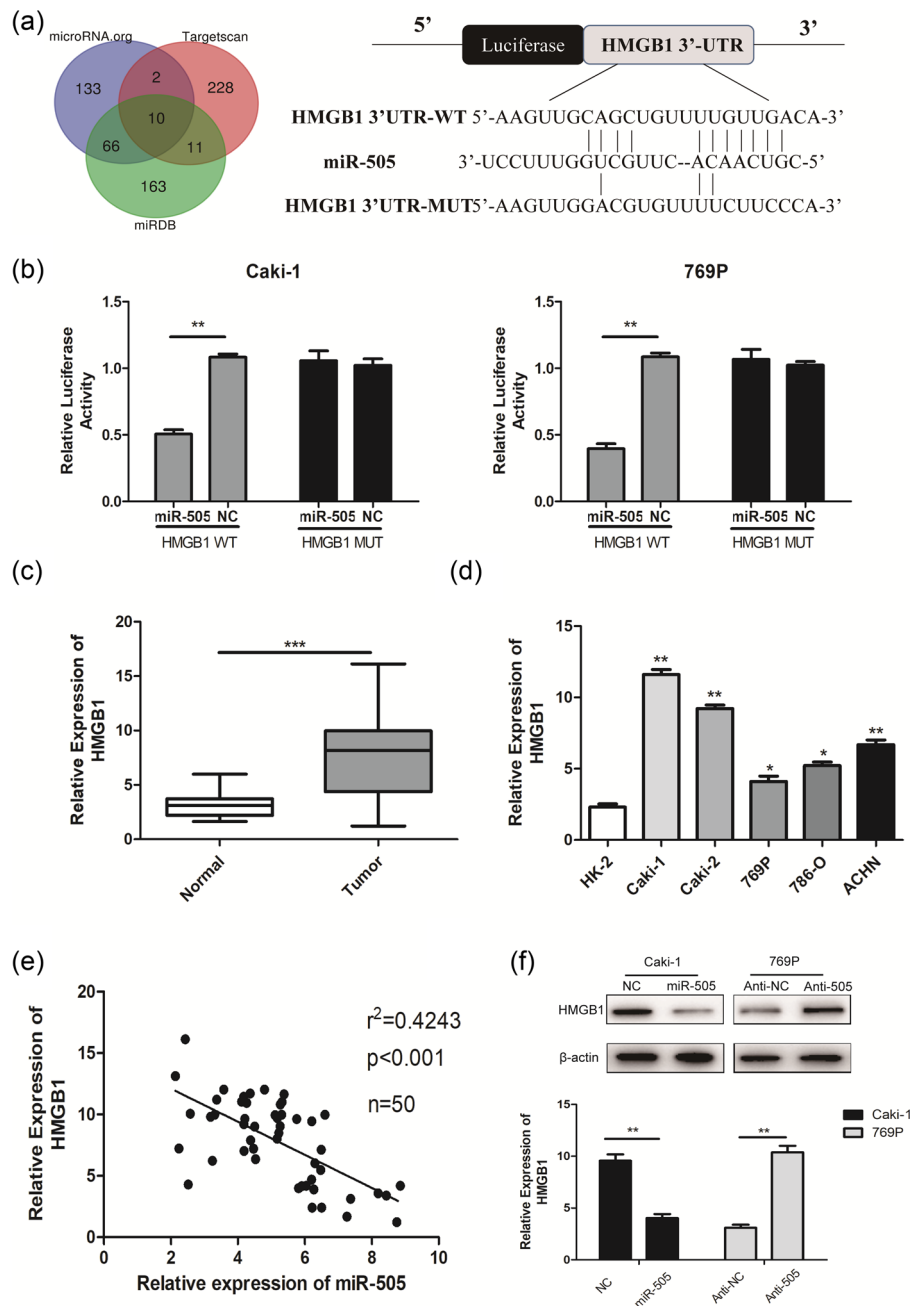 (a)
microRNA.org
Targetscan
133
2
228
10
66
11
163
miRDB
5’
3’
Luciferase
HMGB1 3’-UTR
HMGB1 3’UTR-WT 5’-AAGUUGCAGCUGUUUUGUUGACA-3’
miR-505 3’-UCCUUUGGUCGUUC--ACAACUGC-5’
HMGB1 3’UTR-MUT5’-AAGUUGGACGUGUUUUCUUCCCA-3’
(b)
Caki-1
Relative Luciferase
Activity
1.5
1.0
0.5
0.0
**
miR-505 NC
miR-505 NC
HMGB1 WT
HMGB1 MUT
769P
Relative Luciferase
Activity
1.5
1.0
0.5
0.0
**
miR-505 NC
miR-505 NC
HMGB1 WT
HMGB1 MUT
(c)
Relative Expression of
HMGB1
20
15
10
5
0
***
Normal
Tumor
(d)
Relative Expression of
HMGB1
15
10
5
0
**
**
*
*
**
HK-2
Caki-1
Caki-2
769P
786-O
ACHN
(e)
Relative Expression of
HMGB1
20
15
10
5
0
r²=0.4243
p<0.001
n=50
0 2 4 6 8 10
Relative expression of miR-505
(f)
Caki-1
769P
NC miR-505
Anti-NC Anti-505
HMGB1
β-actin
Relative Expression of
HMGB1
10
5
0
**
**
Caki-1
769P
NC
miR-505
Anti-NC
Anti-505